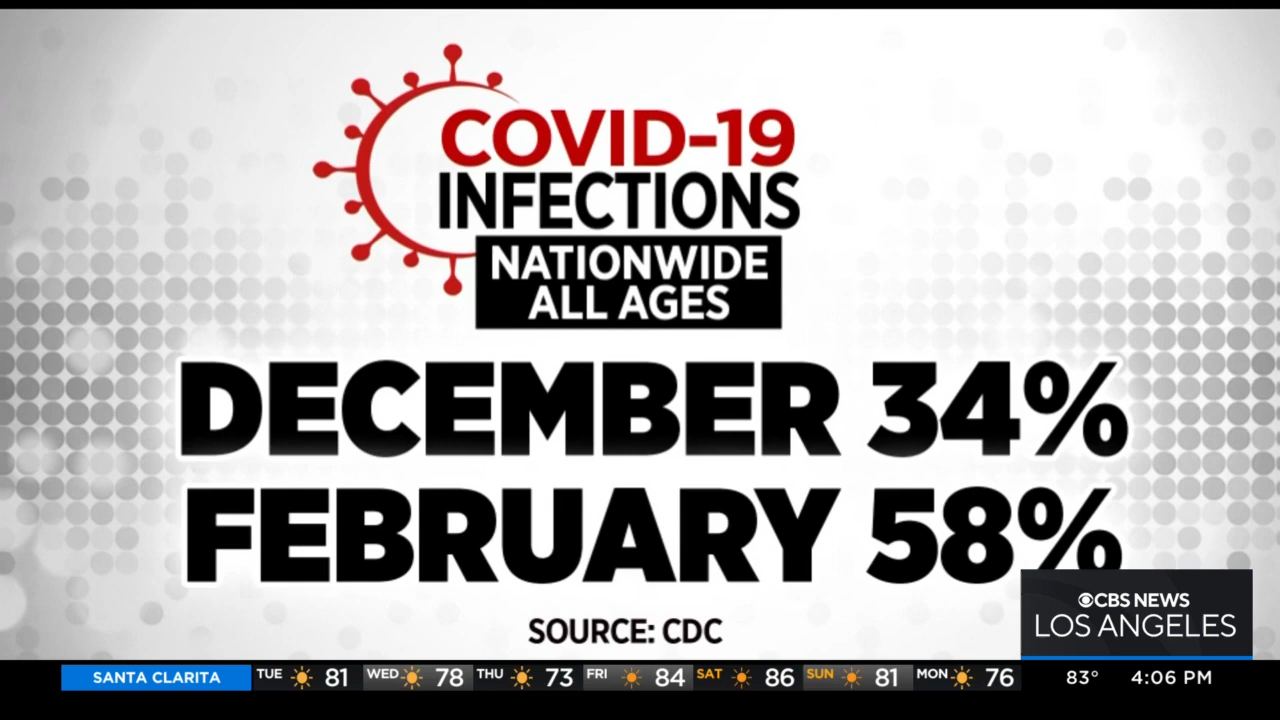 COVID-19
INFECTIONS
NATIONWIDE
ALL AGES
DECEMBER 34%
FEBRUARY 58%
SOURCE: CDC
CBS NEWS
LOS ANGELES
SANTA CLARITA TUE 81 WED 78 THU 73 FRI 84 SAT 86 SUN 81 MON 76 83° 4:06 PM